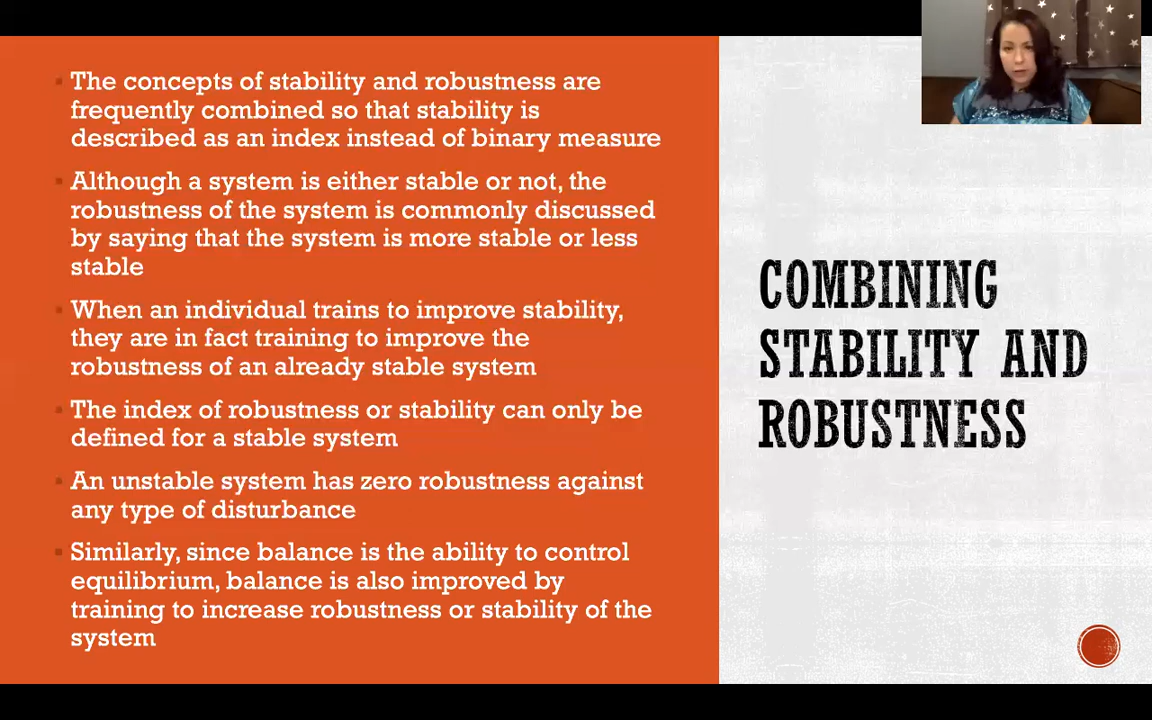 The concepts of stability and robustness are
frequently combined so that stability is
described as an index instead of binary measure
Although a system is either stable or not, the
robustness of the system is commonly discussed
by saying that the system is more stable or less
stable
When an individual trains to improve stability,
they are in fact training to improve the
robustness of an already stable system
The index of robustness or stability can only be
defined for a stable system
An unstable system has zero robustness against
any type of disturbance
Similarly, since balance is the ability to control
equilibrium, balance is also improved by
training to increase robustness or stability of the
system
COMBINING
STABILITY AND
ROBUSTNESS